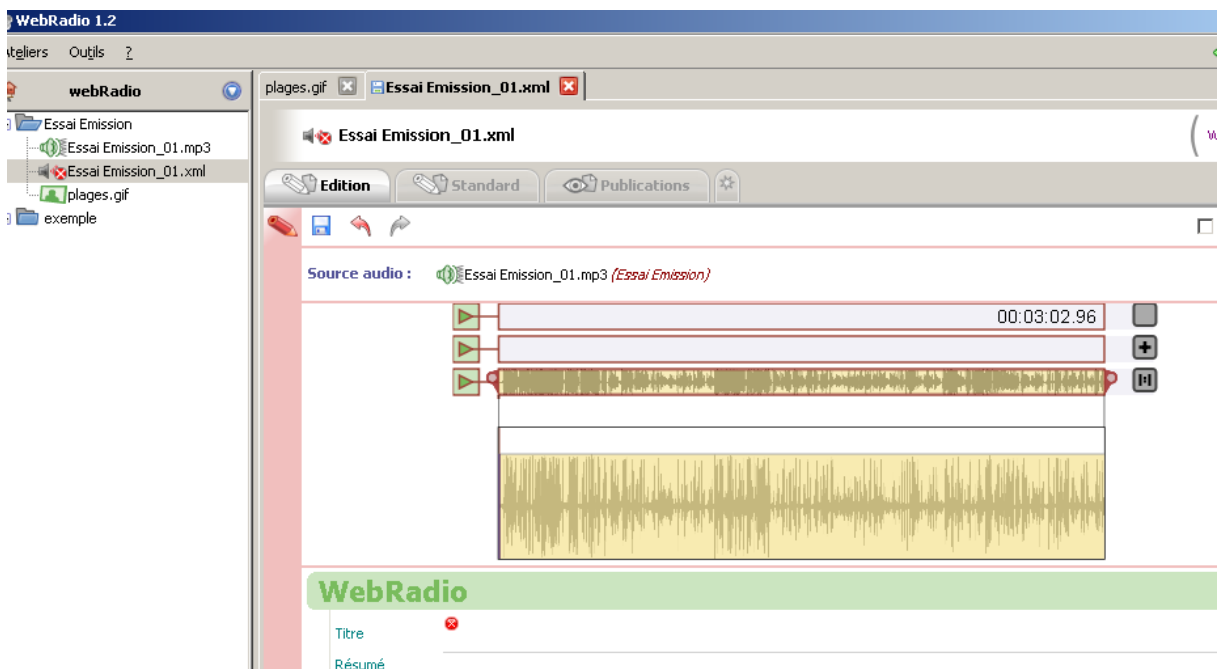 WebRadio 1.2
Ateliers Outils ?
webRadio
plages.gif Essai Emission_01.xml
Essai Emission
Essai Emission_01.mp3
Essai Emission_01.xml
plages.gif
exemple
Essai Emission_01.xml
Edition Standard Publications
Source audio : Essai Emission_01.mp3 (Essai Emission)
00:03:02.96
WebRadio
Titre
Résumé